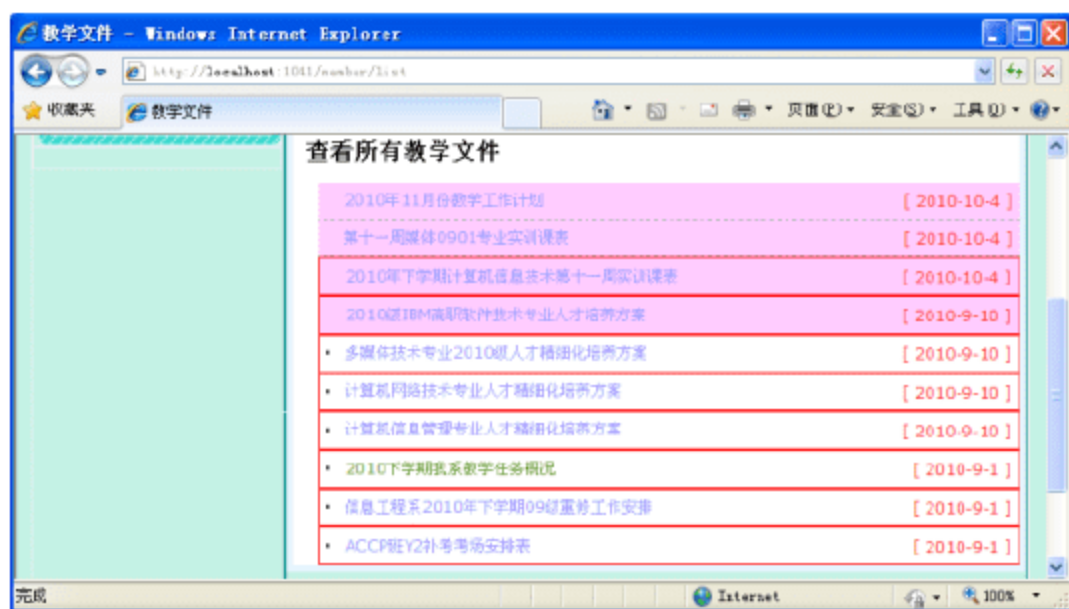 教学文件 - Windows Internet Explorer
http://localhost:1041/member/list
收藏夹 教学文件 页面(P) 安全(S) 工具(O)
查看所有教学文件
2010年11月份教学工作计划 [ 2010-10-4 ]
第十一周媒体0901专业实训课表 [ 2010-10-4 ]
2010年下学期计算机信息技术第十一周实训课表 [ 2010-10-4 ]
2010级IBM高职软件技术专业人才培养方案 [ 2010-9-10 ]
· 多媒体技术专业2010级人才精细化培养方案 [ 2010-9-10 ]
· 计算机网络技术专业人才精细化培养方案 [ 2010-9-10 ]
· 计算机信息管理专业人才精细化培养方案 [ 2010-9-10 ]
· 2010下学期我系教学任务概况 [ 2010-9-1 ]
· 信息工程系2010年下学期09级重修工作安排 [ 2010-9-1 ]
· ACCP班Y2补考考场安排表 [ 2010-9-1 ]
完成 Internet 100%